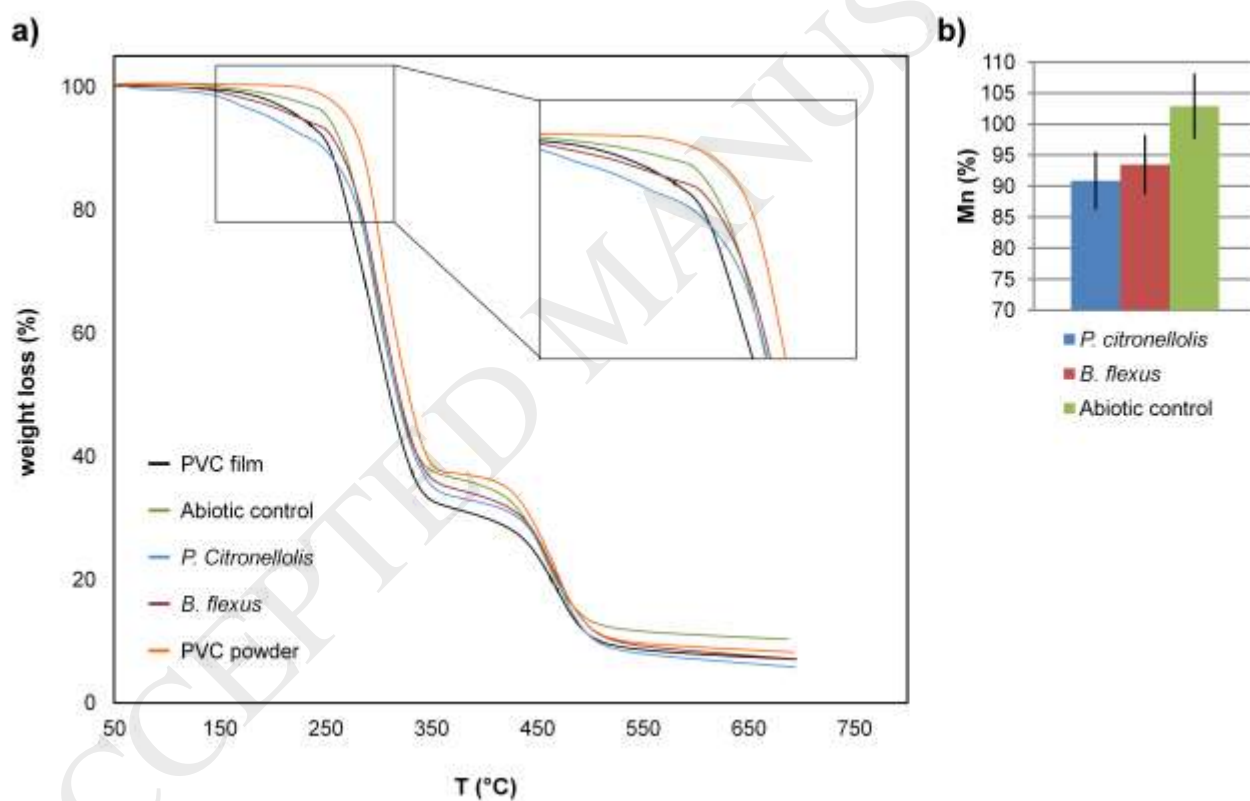 a)
b)
weight loss (%)
100
80
60
40
20
0
50
150
250
350
450
550
650
750
T (°C)
PVC film
Abiotic control
P. Citronellolis
B. flexus
PVC powder
Mn (%)
110
105
100
95
90
85
80
75
70
P. citronellolis
B. flexus
Abiotic control
CCEPTED MANUS